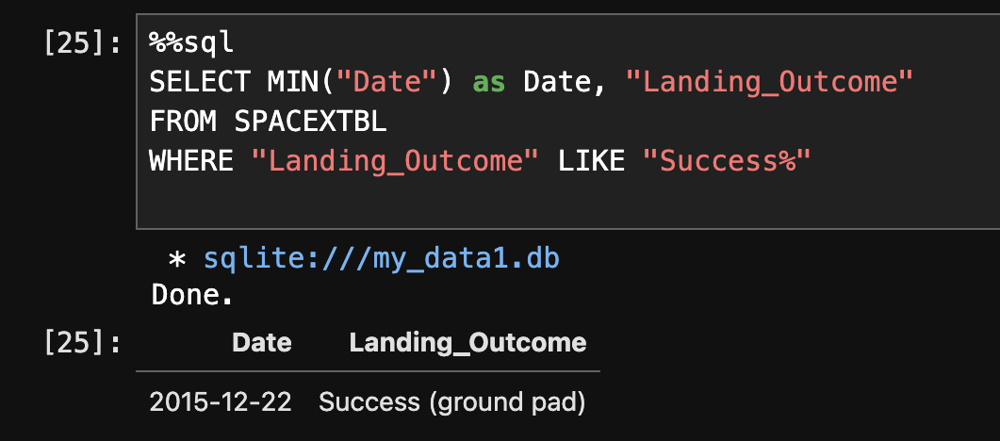 [25]: %%sql
SELECT MIN("Date") as Date, "Landing_Outcome"
FROM SPACEXTBL
WHERE "Landing_Outcome" LIKE "Success%"
* sqlite:///my_data1.db
Done.
[25]: Date Landing_Outcome
2015-12-22 Success (ground pad)